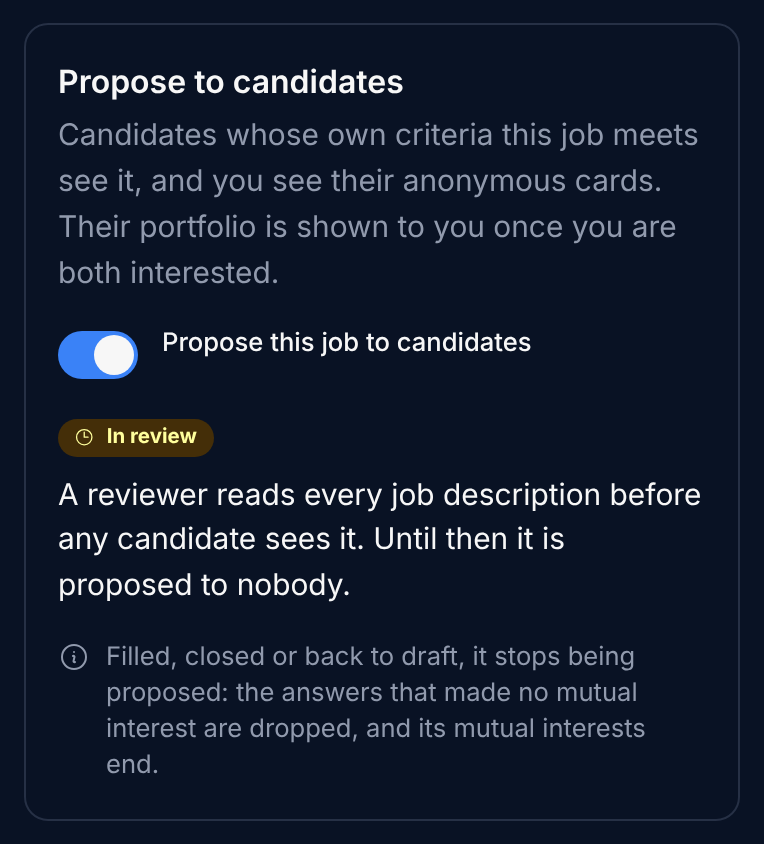 Propose to candidates
Candidates whose own criteria this job meets
see it, and you see their anonymous cards.
Their portfolio is shown to you once you are
both interested.
Propose this job to candidates
In review
A reviewer reads every job description before
any candidate sees it. Until then it is
proposed to nobody.
Filled, closed or back to draft, it stops being
proposed: the answers that made no mutual
interest are dropped, and its mutual interests
end.